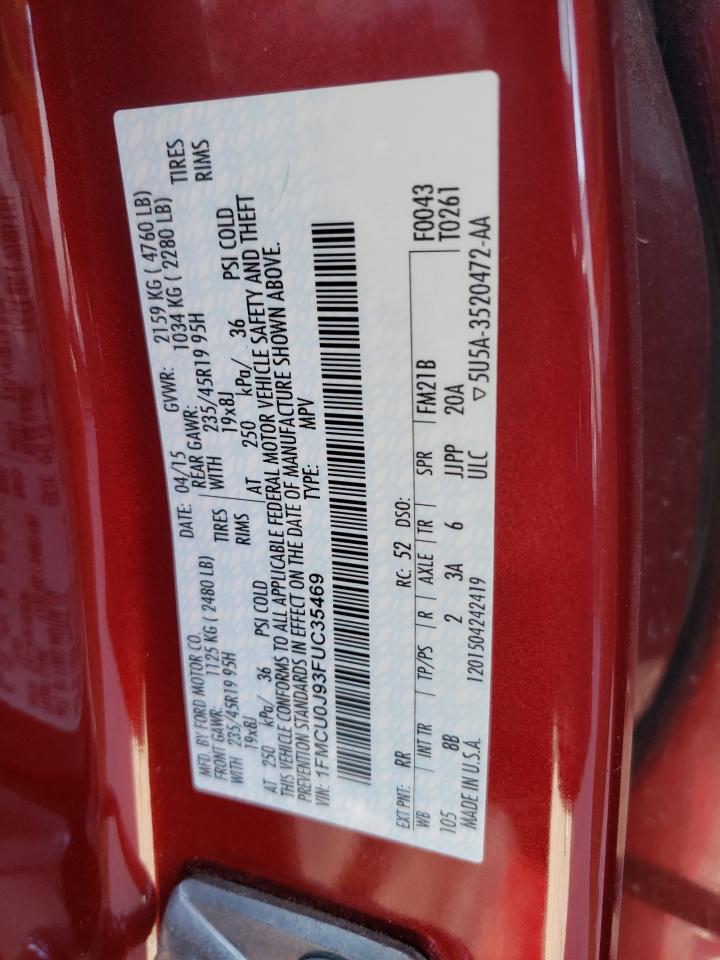 MFD. BY FORD MOTOR CO. DATE: 04/15 GVWR: 2159 KG ( 4760 LB)
FRONT GAWR: 1125 KG ( 2480 LB) REAR GAWR: 1034 KG ( 2280 LB)
WITH 235/45R19 95H TIRES WITH 235/45R19 95H TIRES
19x8J RIMS 19x8J RIMS
AT 250 kPa/ 36 PSI COLD AT 250 kPa/ 36 PSI COLD
THIS VEHICLE CONFORMS TO ALL APPLICABLE FEDERAL MOTOR VEHICLE SAFETY AND THEFT
PREVENTION STANDARDS IN EFFECT ON THE DATE OF MANUFACTURE SHOWN ABOVE.
VIN: 1FMCU0J93FUC35469 TYPE: MPV
EXT PNT: RR RC: 52 DSO: F0043
WB INT TR TP/PS R AXLE TR SPR FM21B T0261
105 8B 2 3A 6 JJPP 20A
MADE IN U.S.A. 1201504242419 ULC ▽5U5A-3520472-AA